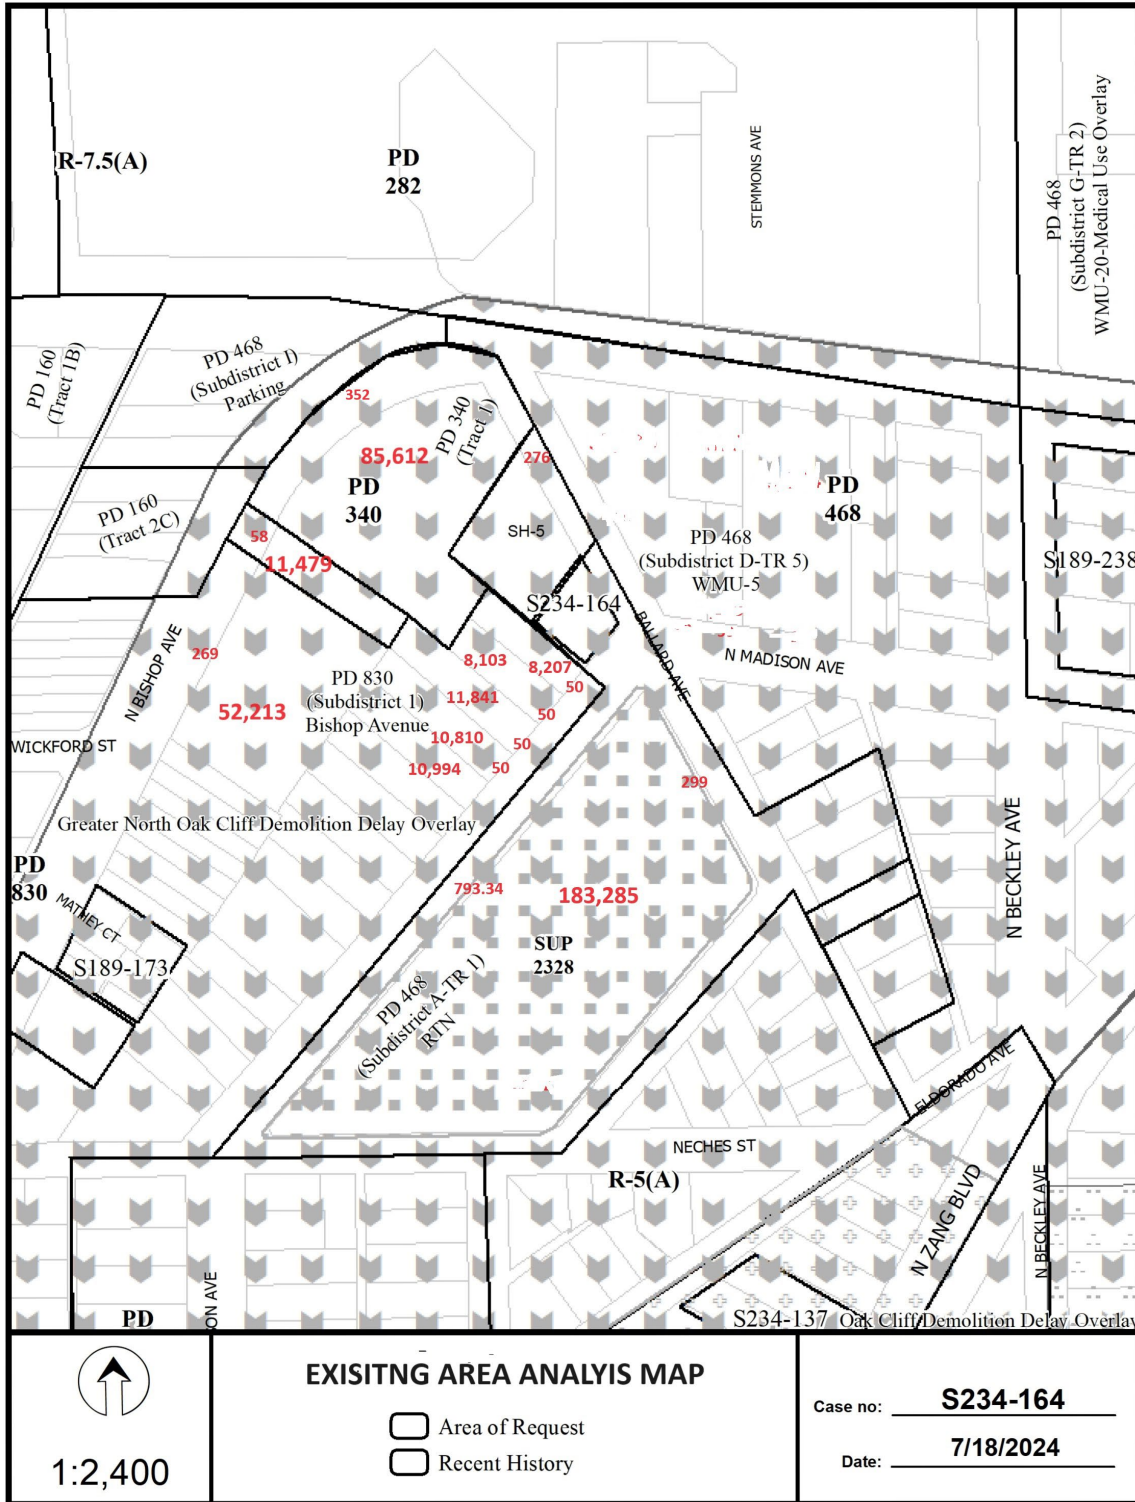 R-7.5(A)
PD
282
STEMMONS AVE
PD 468
(Subdistrict G-TR 2)
WMU-20-Medical Use Overlay
PD 160
(Tract 1B)
PD 468
(Subdistrict I)
Parking
352
85,612
PD 340
(Tract 1)
276
PD
340
PD
468
PD 160
(Tract 2C)
58
11,479
SH-5
PD 468
(Subdistrict D-TR 5)
WMU-5
S189-238
S234-164
BALLARD AVE
N MADISON AVE
N BISHOP AVE
269
8,103
8,207
50
PD 830
(Subdistrict 1)
Bishop Avenue
11,841
50
52,213
10,810
50
10,994
50
WICKFORD ST
299
Greater North Oak Cliff Demolition Delay Overlay
N BECKLEY AVE
PD
830
793.34
183,285
MATHEY CT
SUP
2328
S189-173
PD 468
(Subdistrict A-TR 1)
RTN
ELDORADO AVE
NECHES ST
R-5(A)
N ZANG BLVD
N BECKLEY AVE
PD
ON AVE
S234-137
Oak Cliff Demolition Delay Overlay
1:2,400
EXISITNG AREA ANALYIS MAP
Area of Request
Recent History
Case no: S234-164
Date: 7/18/2024